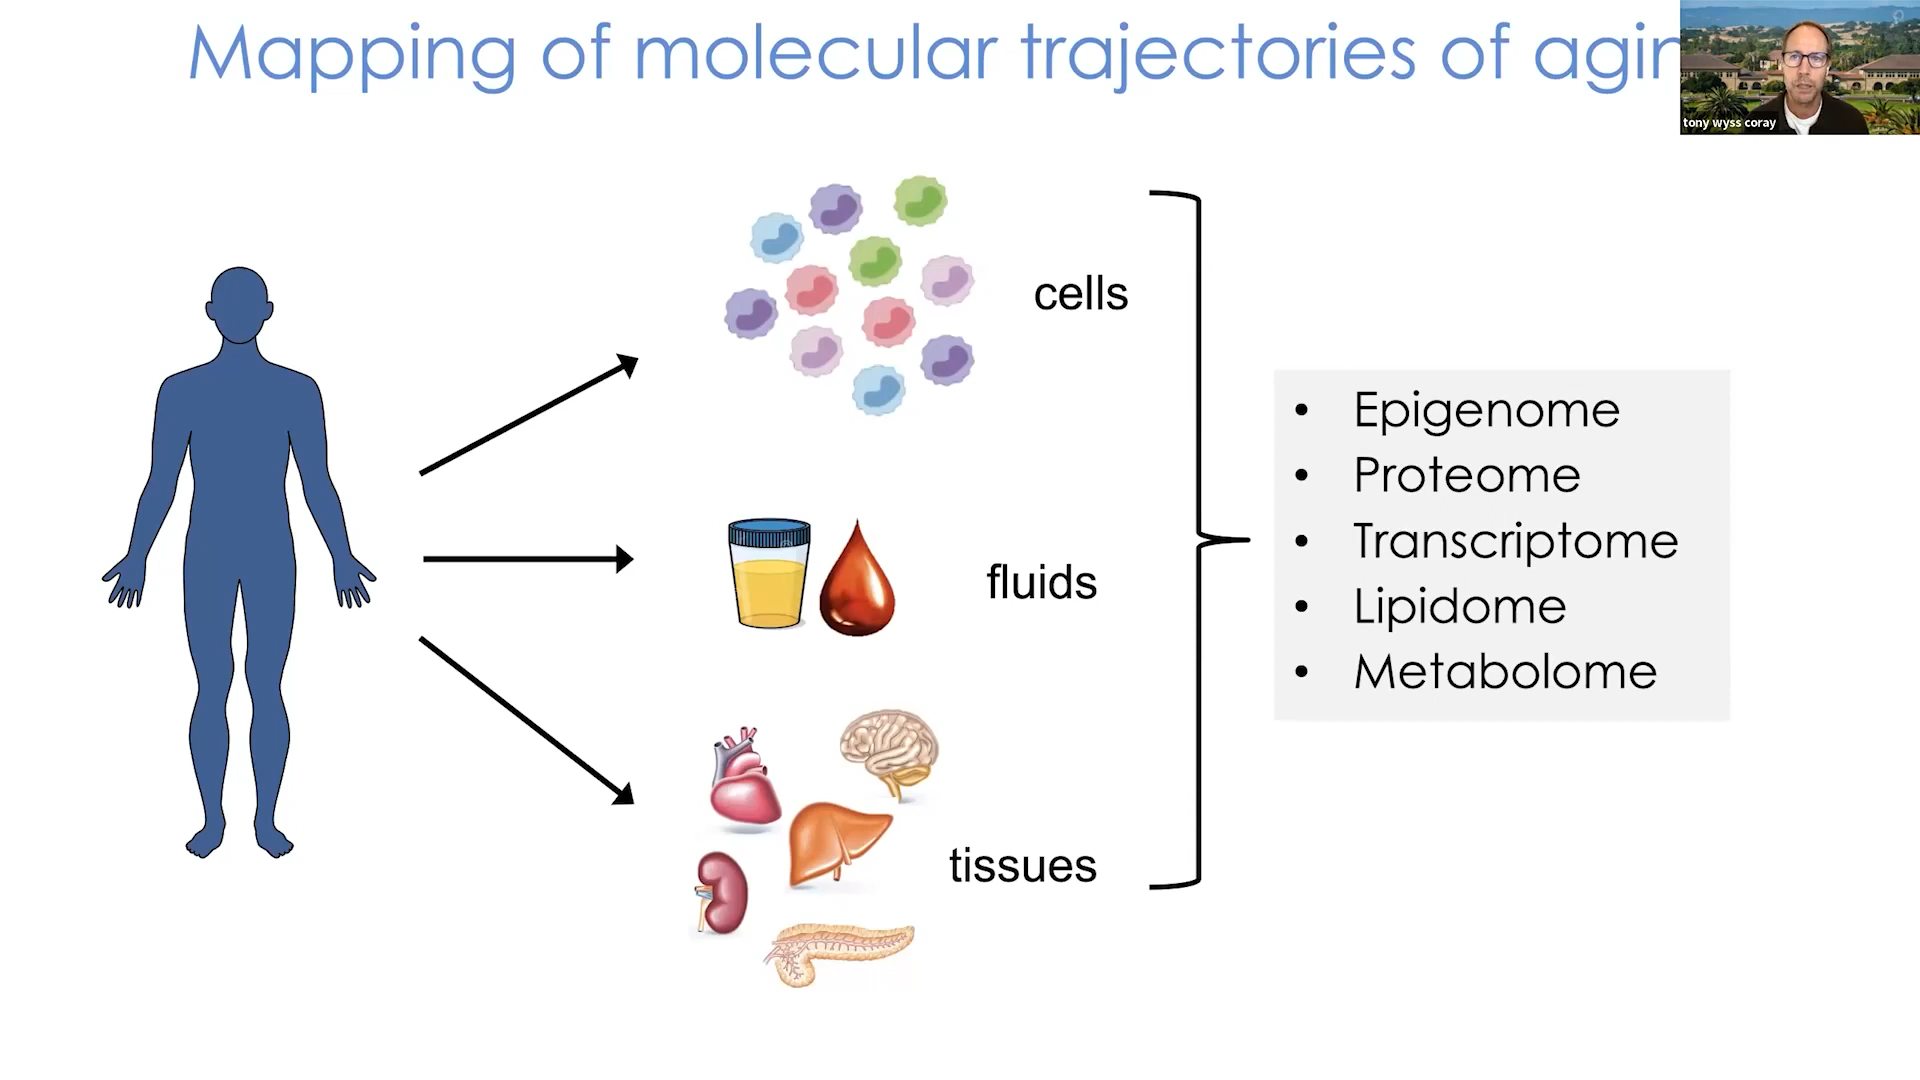 Mapping of molecular trajectories of agin
tony wyss coray
cells
fluids
tissues
• Epigenome
• Proteome
• Transcriptome
• Lipidome
• Metabolome